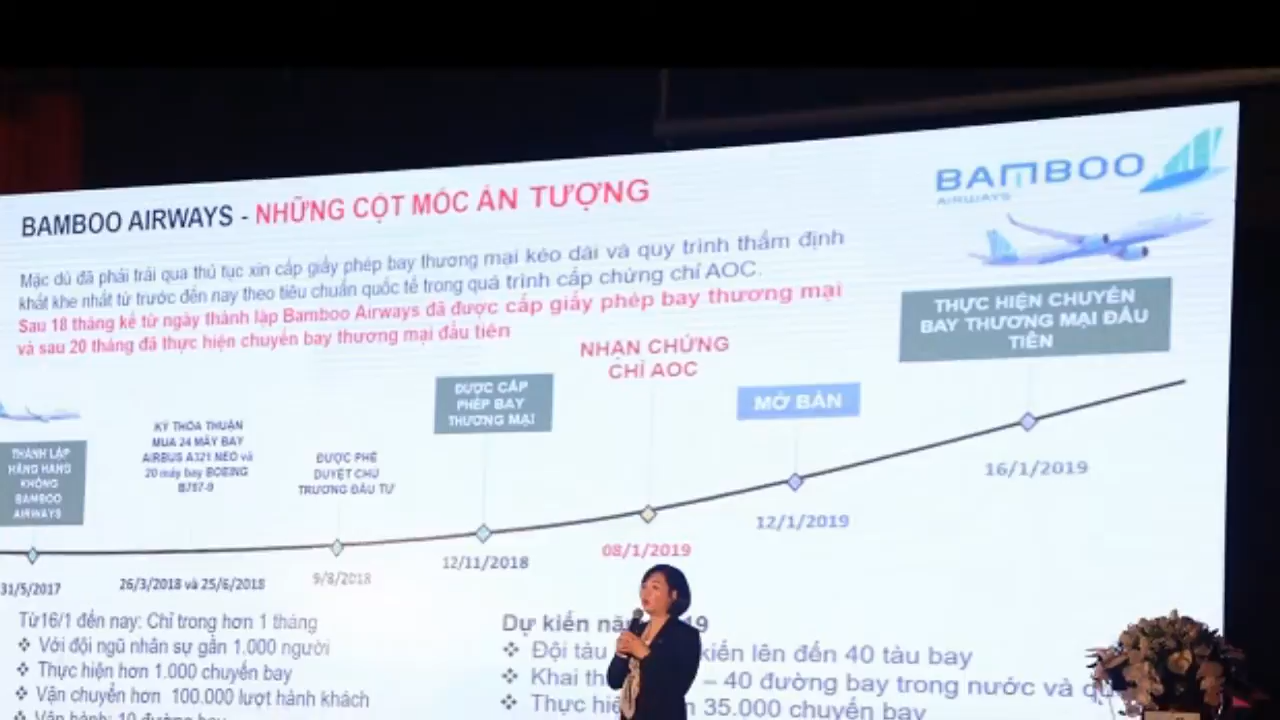 BAMBOO
AIRWAYS
BAMBOO AIRWAYS - NHỮNG CỘT MỐC ẤN TƯỢNG
Mặc dù đã phải trải qua thủ tục xin cấp giấy phép bay thương mại kéo dài và quy trình thẩm định
khắt khe nhất từ trước đến nay theo tiêu chuẩn quốc tế trong quá trình cấp chứng chỉ AOC.
Sau 18 tháng kể từ ngày thành lập Bamboo Airways đã được cấp giấy phép bay thương mại
và sau 20 tháng đã thực hiện chuyến bay thương mại đầu tiên
THÀNH LẬP
HÃNG HÀNG
KHÔNG
BAMBOO
AIRWAYS
31/5/2017
KÝ THỎA THUẬN
MUA 24 MÁY BAY
AIRBUS A321 NEO và
20 máy bay BOEING
B787-9
26/3/2018 và 25/6/2018
ĐƯỢC PHÊ
DUYỆT CHỦ
TRƯƠNG ĐẦU TƯ
9/8/2018
ĐƯỢC CẤP
PHÉP BAY
THƯƠNG MẠI
12/11/2018
NHẬN CHỨNG
CHỈ AOC
08/1/2019
MỞ BÁN
12/1/2019
THỰC HIỆN CHUYẾN
BAY THƯƠNG MẠI ĐẦU
TIÊN
16/1/2019
Từ16/1 đến nay: Chỉ trong hơn 1 tháng
❖ Với đội ngũ nhân sự gần 1.000 người
❖ Thực hiện hơn 1.000 chuyến bay
❖ Vận chuyển hơn 100.000 lượt hành khách
❖ Vận hành: 10 đường bay
Dự kiến 19
❖ Đội tàu kiến lên đến 40 tàu bay
❖ Khai – 40 đường bay trong nước và
❖ Thực 35.000 chuyến bay